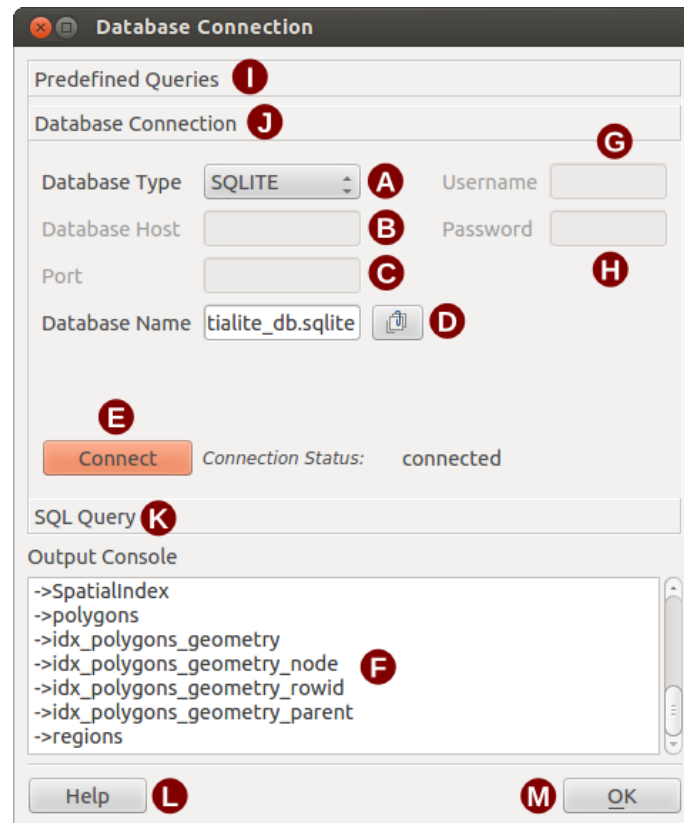 Database Connection
Predefined Queries I
Database Connection J
G
Database Type SQLITE A Username
Database Host B Password
Port C H
Database Name tialite_db.sqlite D
E
Connect Connection Status: connected
SQL Query K
Output Console
->SpatialIndex
->polygons
->idx_polygons_geometry
->idx_polygons_geometry_node F
->idx_polygons_geometry_rowid
->idx_polygons_geometry_parent
->regions
Help L M OK